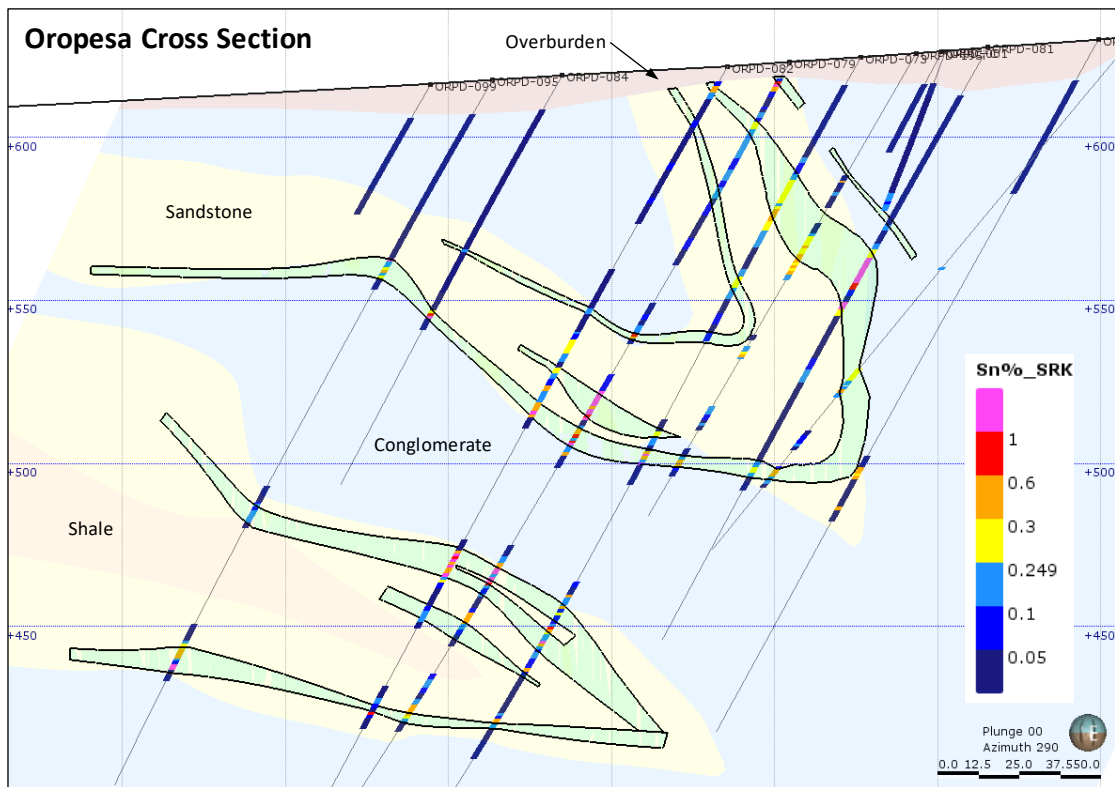 Oropesa Cross Section
Overburden
ORPD-099
ORPD-095
ORPD-084
ORPD-082
ORPD-079
ORPD-073
ORPD-081
+600
+600
Sandstone
+550
+550
Sn%_SRK
1
0.6
0.3
0.249
0.1
0.05
Conglomerate
+500
+500
Shale
+450
+450
Plunge 00
Azimuth 290
0.0 12.5 25.0 37.5 50.0